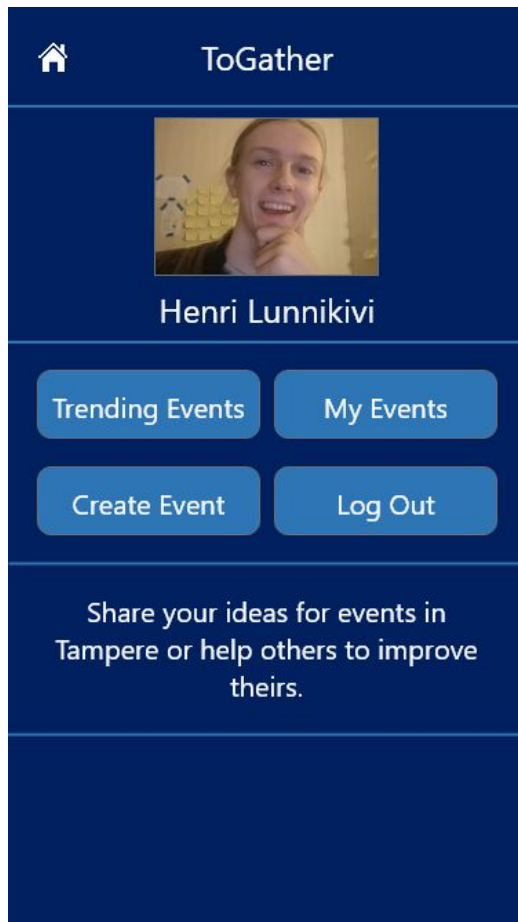 ToGather
Henri Lunnikivi
Trending Events
My Events
Create Event
Log Out
Share your ideas for events in
Tampere or help others to improve
theirs.